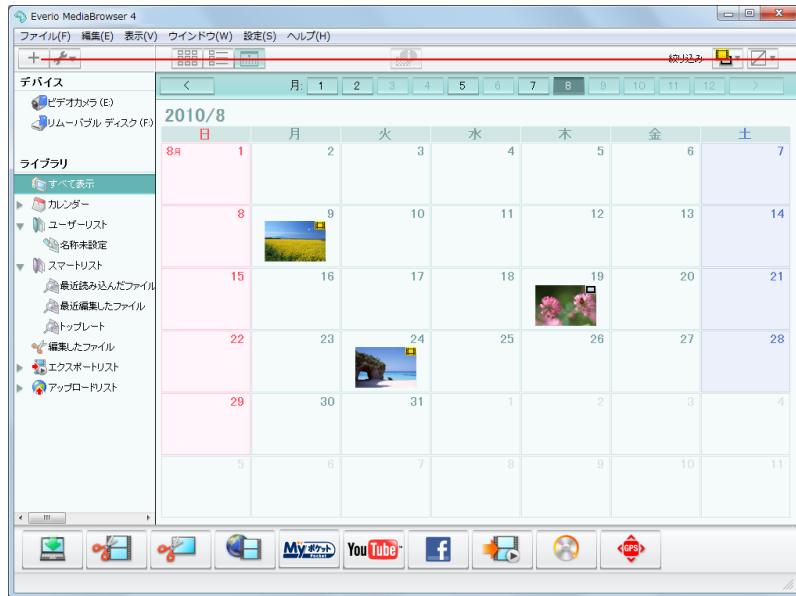 Everio MediaBrowser 4
ファイル(F) 編集(E) 表示(V) ウインドウ(W) 設定(S) ヘルプ(H)
絞り込み
デバイス
ビデオカメラ (E:)
リムーバブル ディスク (F:)
ライブラリ
すべて表示
カレンダー
ユーザーリスト
名称未設定
スマートリスト
最近読み込んだファイル
最近編集したファイル
トップレート
編集したファイル
エクスポートリスト
アップロードリスト
< 月: 1 2 3 4 5 6 7 8 9 10 11 12 >
2010/8
日 月 火 水 木 金 土
8月 1 2 3 4 5 6 7
8 9 10 11 12 13 14
15 16 17 18 19 20 21
22 23 24 25 26 27 28
29 30 31 1 2 3 4
5 6 7 8 9 10 11
Myポケット Pocket YouTube f GPS